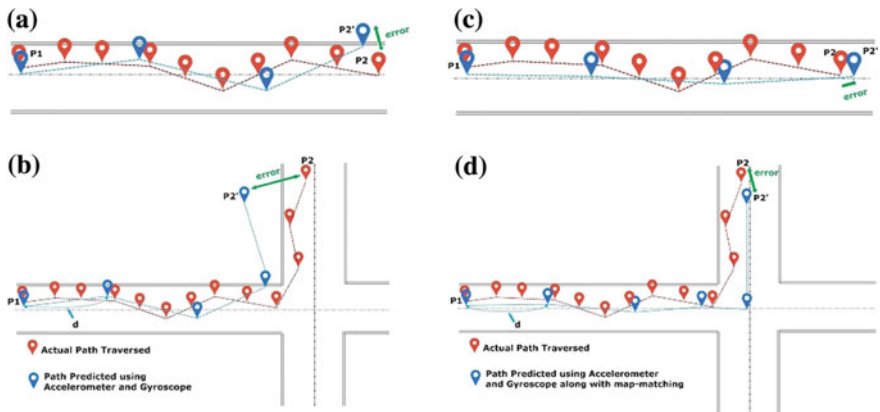 (a)
P1
P2'
error
P2
(c)
P1
P2
P2'
error
(b)
P2
error
P2'
P1
d
Actual Path Traversed
Path Predicted using
Accelerometer and Gyroscope
(d)
P2
error
P2'
P1
d
Actual Path Traversed
Path Predicted using Accelerometer
and Gyroscope along with map-matching